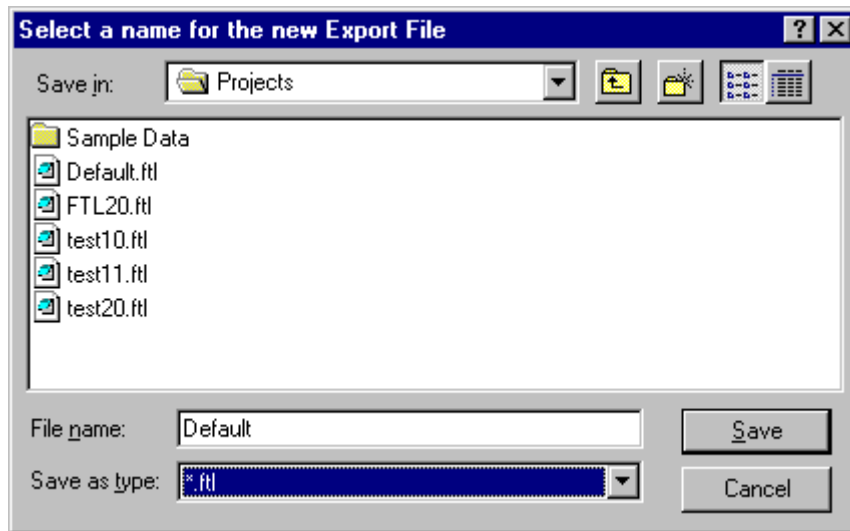 Select a name for the new Export File
Save in: Projects
Sample Data
Default.ftl
FTL20.ftl
test10.ftl
test11.ftl
test20.ftl
File name: Default Save
Save as type: *.ftl Cancel